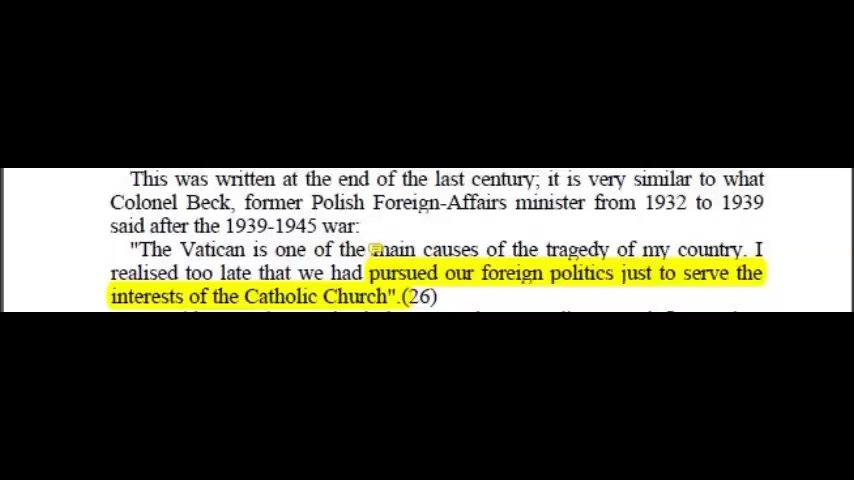 This was written at the end of the last century; it is very similar to what
Colonel Beck, former Polish Foreign-Affairs minister from 1932 to 1939
said after the 1939-1945 war:
"The Vatican is one of the main causes of the tragedy of my country. I
realised too late that we had pursued our foreign politics just to serve the
interests of the Catholic Church".(26)